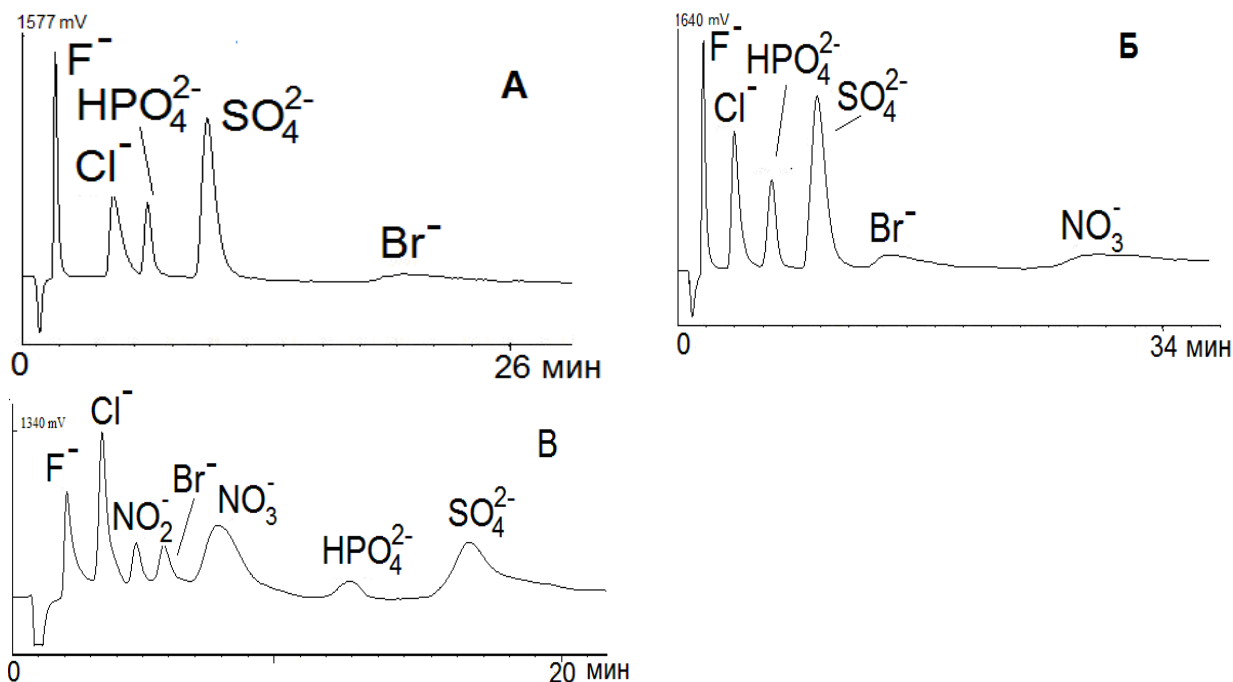 1577 mV
F⁻
А
HPO₄²⁻
SO₄²⁻
Cl⁻
Br⁻
0
26 мин
1640 mV
F⁻
Б
HPO₄²⁻
Cl⁻
SO₄²⁻
Br⁻
NO₃⁻
0
34 мин
1340 mV
Cl⁻
В
F⁻
NO₂⁻
Br⁻
NO₃⁻
HPO₄²⁻
SO₄²⁻
0
20 мин